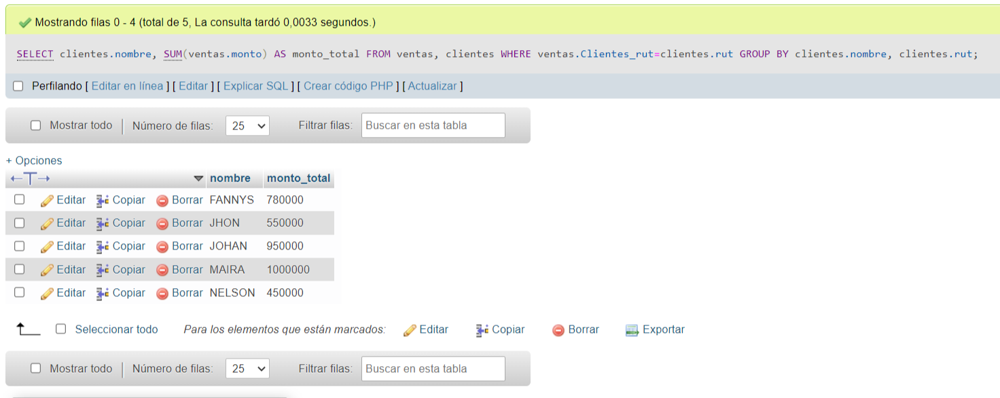 Mostrando filas 0 - 4 (total de 5, La consulta tardó 0,0033 segundos.)
SELECT clientes.nombre, SUM(ventas.monto) AS monto_total FROM ventas, clientes WHERE ventas.Clientes_rut=clientes.rut GROUP BY clientes.nombre, clientes.rut;
Perfilando [ Editar en línea ] [ Editar ] [ Explicar SQL ] [ Crear código PHP ] [ Actualizar ]
Mostrar todo | Número de filas: 25 Filtrar filas: Buscar en esta tabla
+ Opciones
←T→ nombre monto_total
Editar Copiar Borrar FANNYS 780000
Editar Copiar Borrar JHON 550000
Editar Copiar Borrar JOHAN 950000
Editar Copiar Borrar MAIRA 1000000
Editar Copiar Borrar NELSON 450000
Seleccionar todo Para los elementos que están marcados: Editar Copiar Borrar Exportar
Mostrar todo | Número de filas: 25 Filtrar filas: Buscar en esta tabla